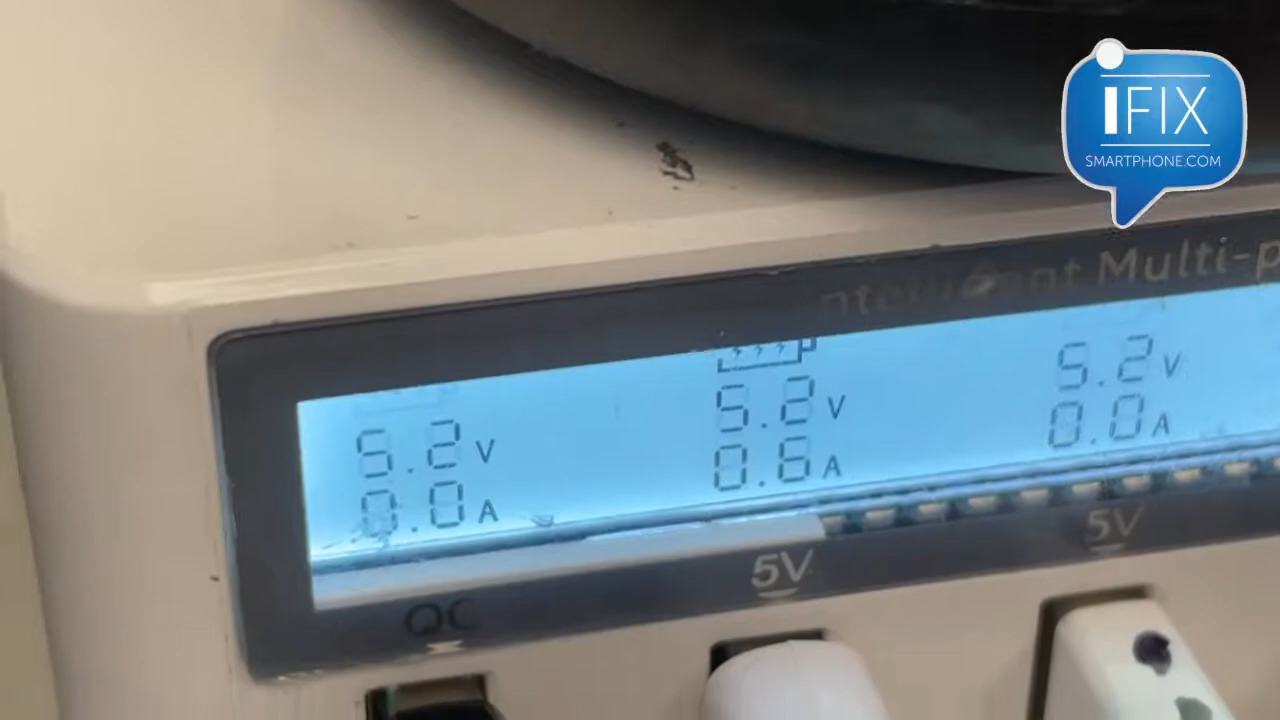 IFIX
SMARTPHONE.COM
Intelligent Multi-p
5.2 V
0.0 A
5.2 V
0.6 A
5.2 V
0.0 A
QC
5V
5V